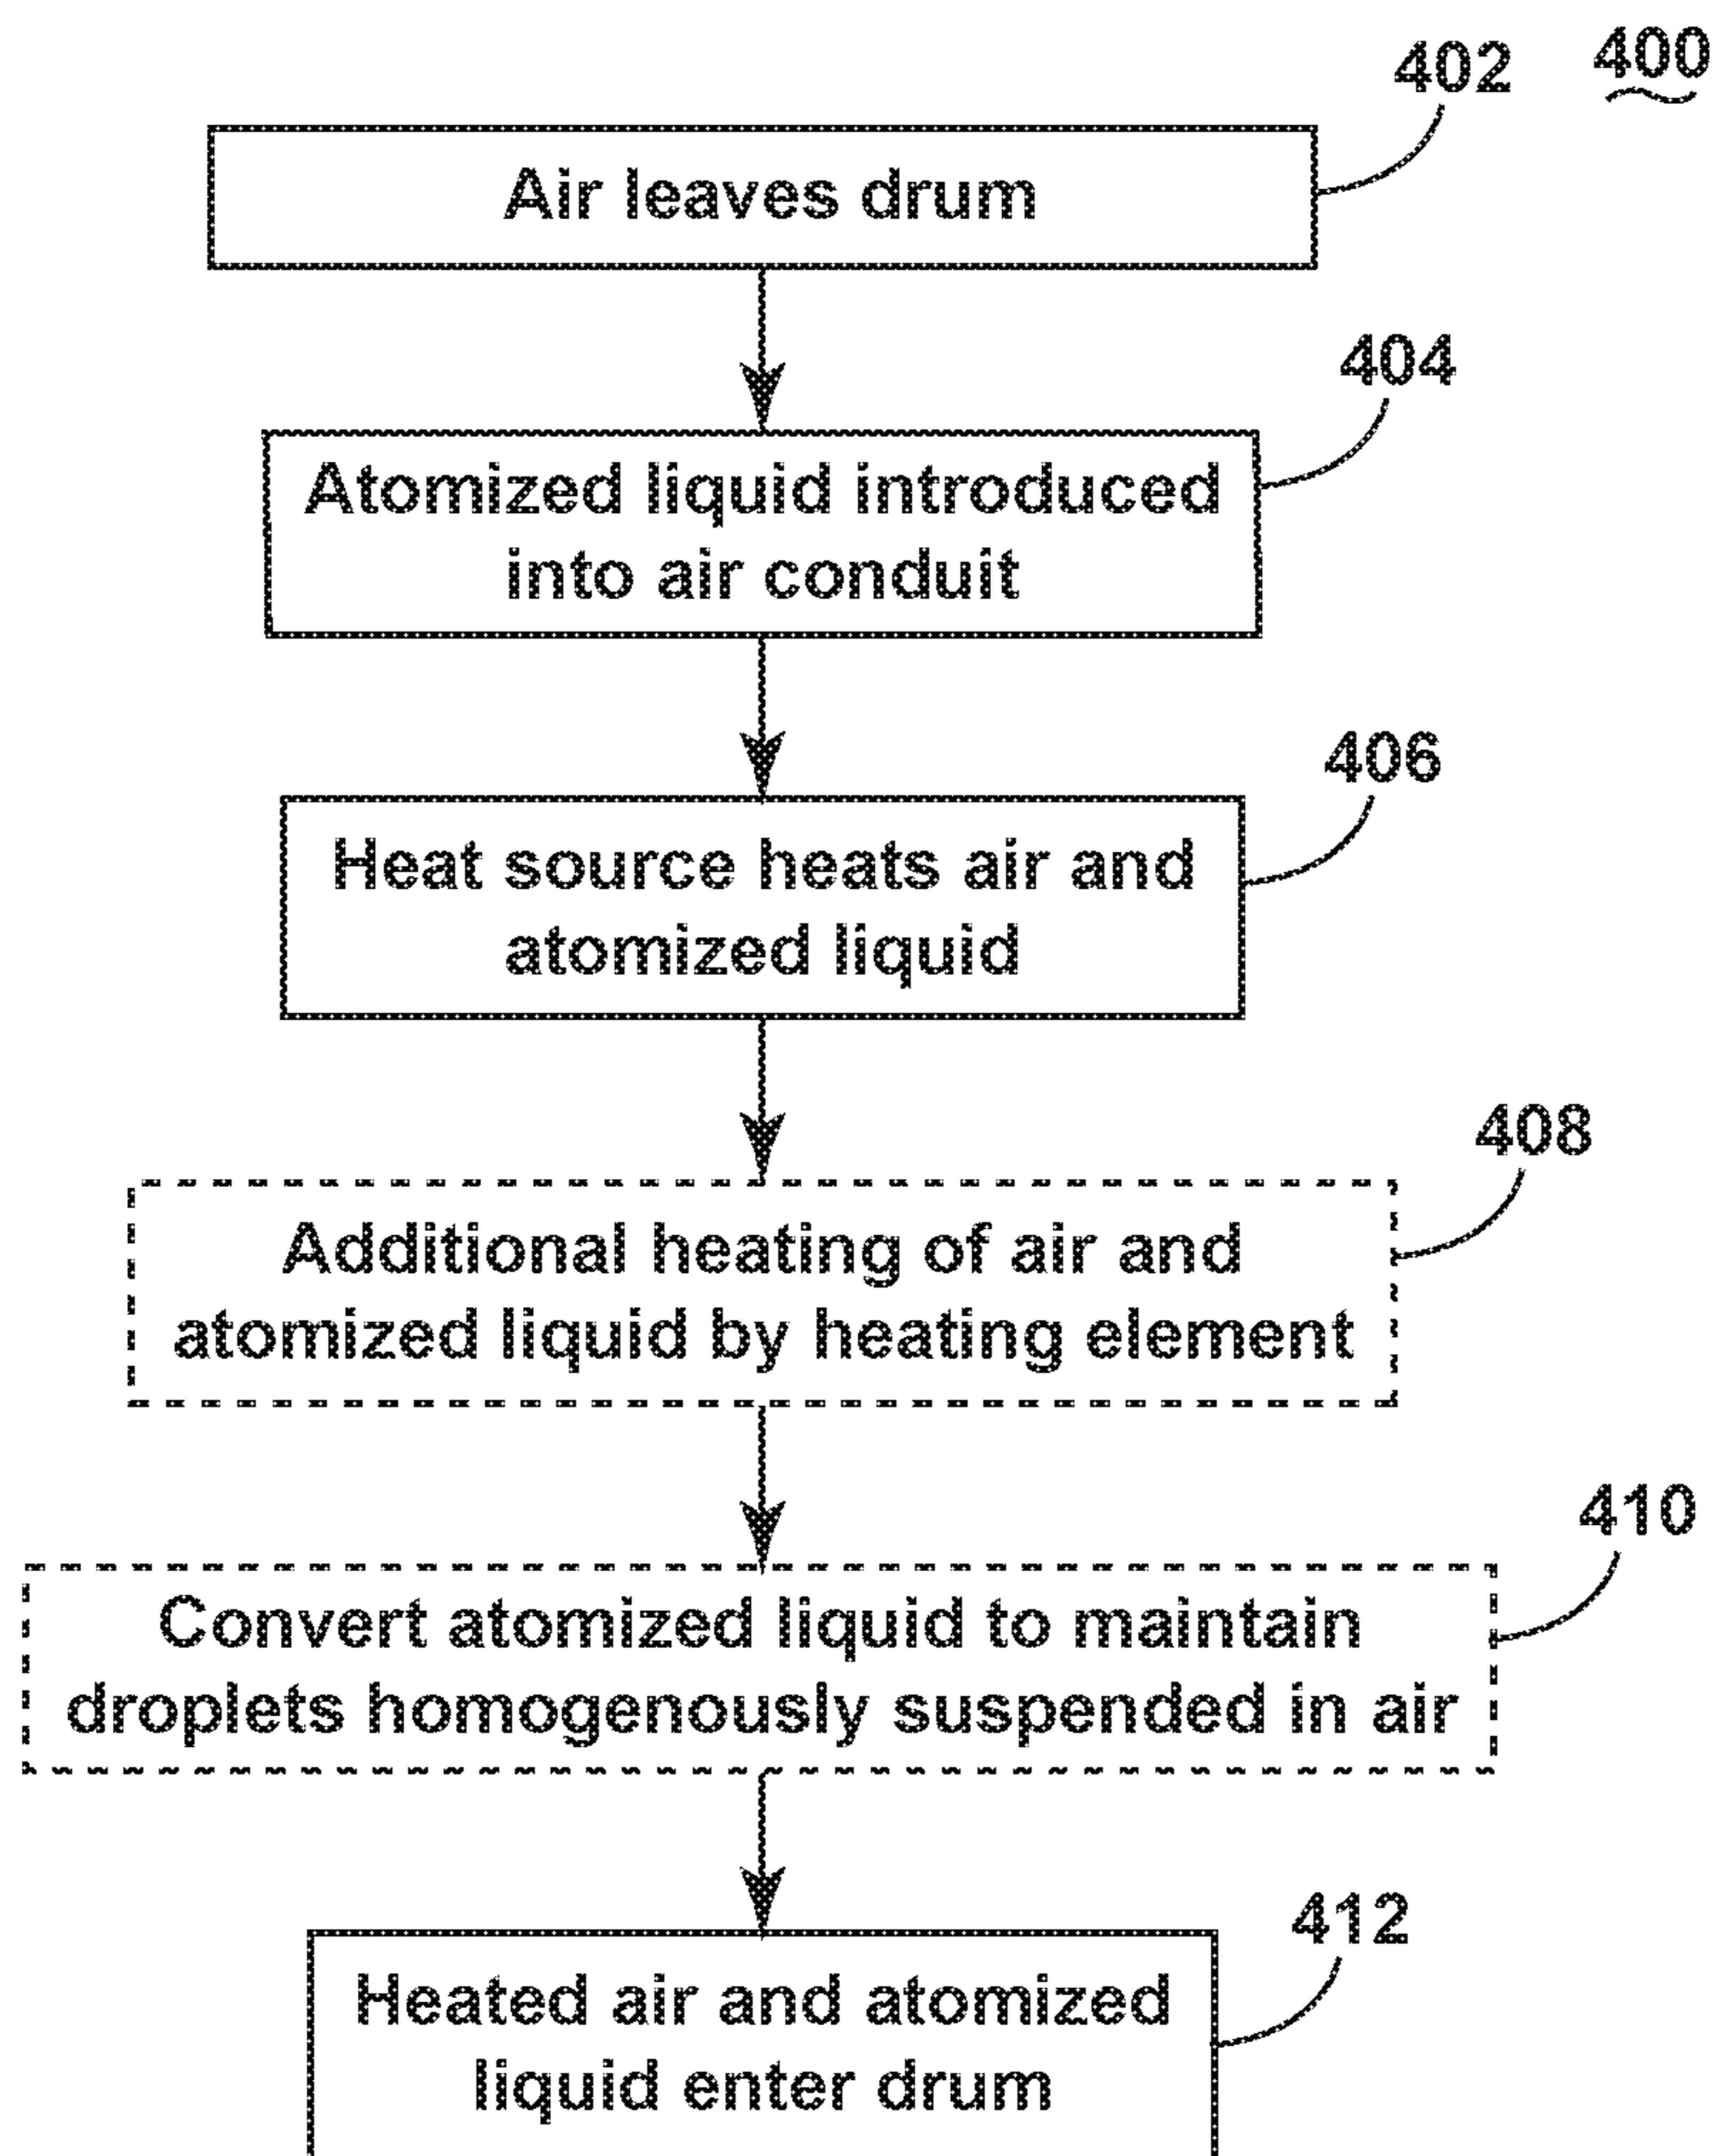 400
402
Air leaves drum
404
Atomized liquid introduced
into air conduit
406
Heat source heats air and
atomized liquid
408
Additional heating of air and
atomized liquid by heating element
410
Convert atomized liquid to maintain
droplets homogenously suspended in air
412
Heated air and atomized
liquid enter drum